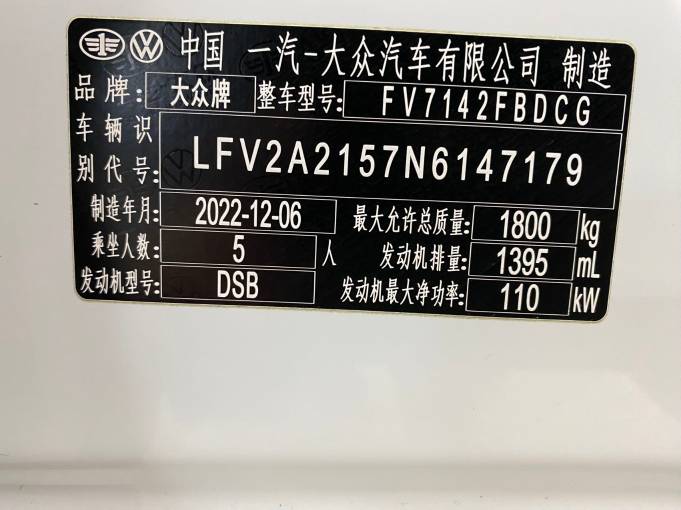 中国 一汽-大众汽车有限公司 制造
品牌: 大众牌 整车型号: FV7142FBDCG
车辆识别代号: LFV2A2157N6147179
制造年月: 2022-12-06 最大允许总质量: 1800 kg
乘坐人数: 5 人 发动机排量: 1395 mL
发动机型号: DSB 发动机最大净功率: 110 kW